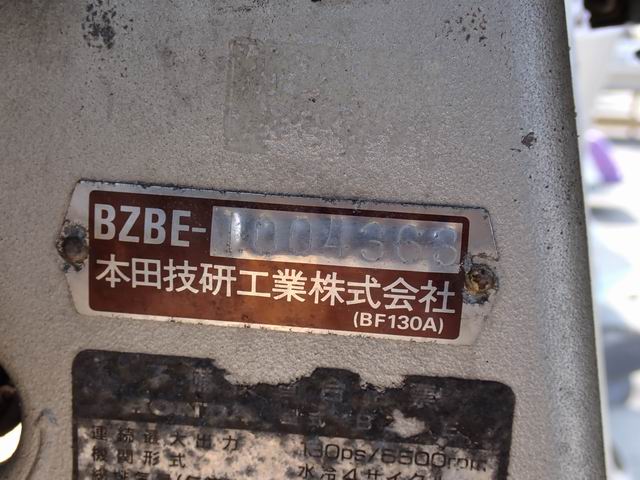 BZBE-1004368
本田技研工業株式会社
(BF130A)
連続最大出力 130ps/5500rpm
機関形式 水冷4サイクル